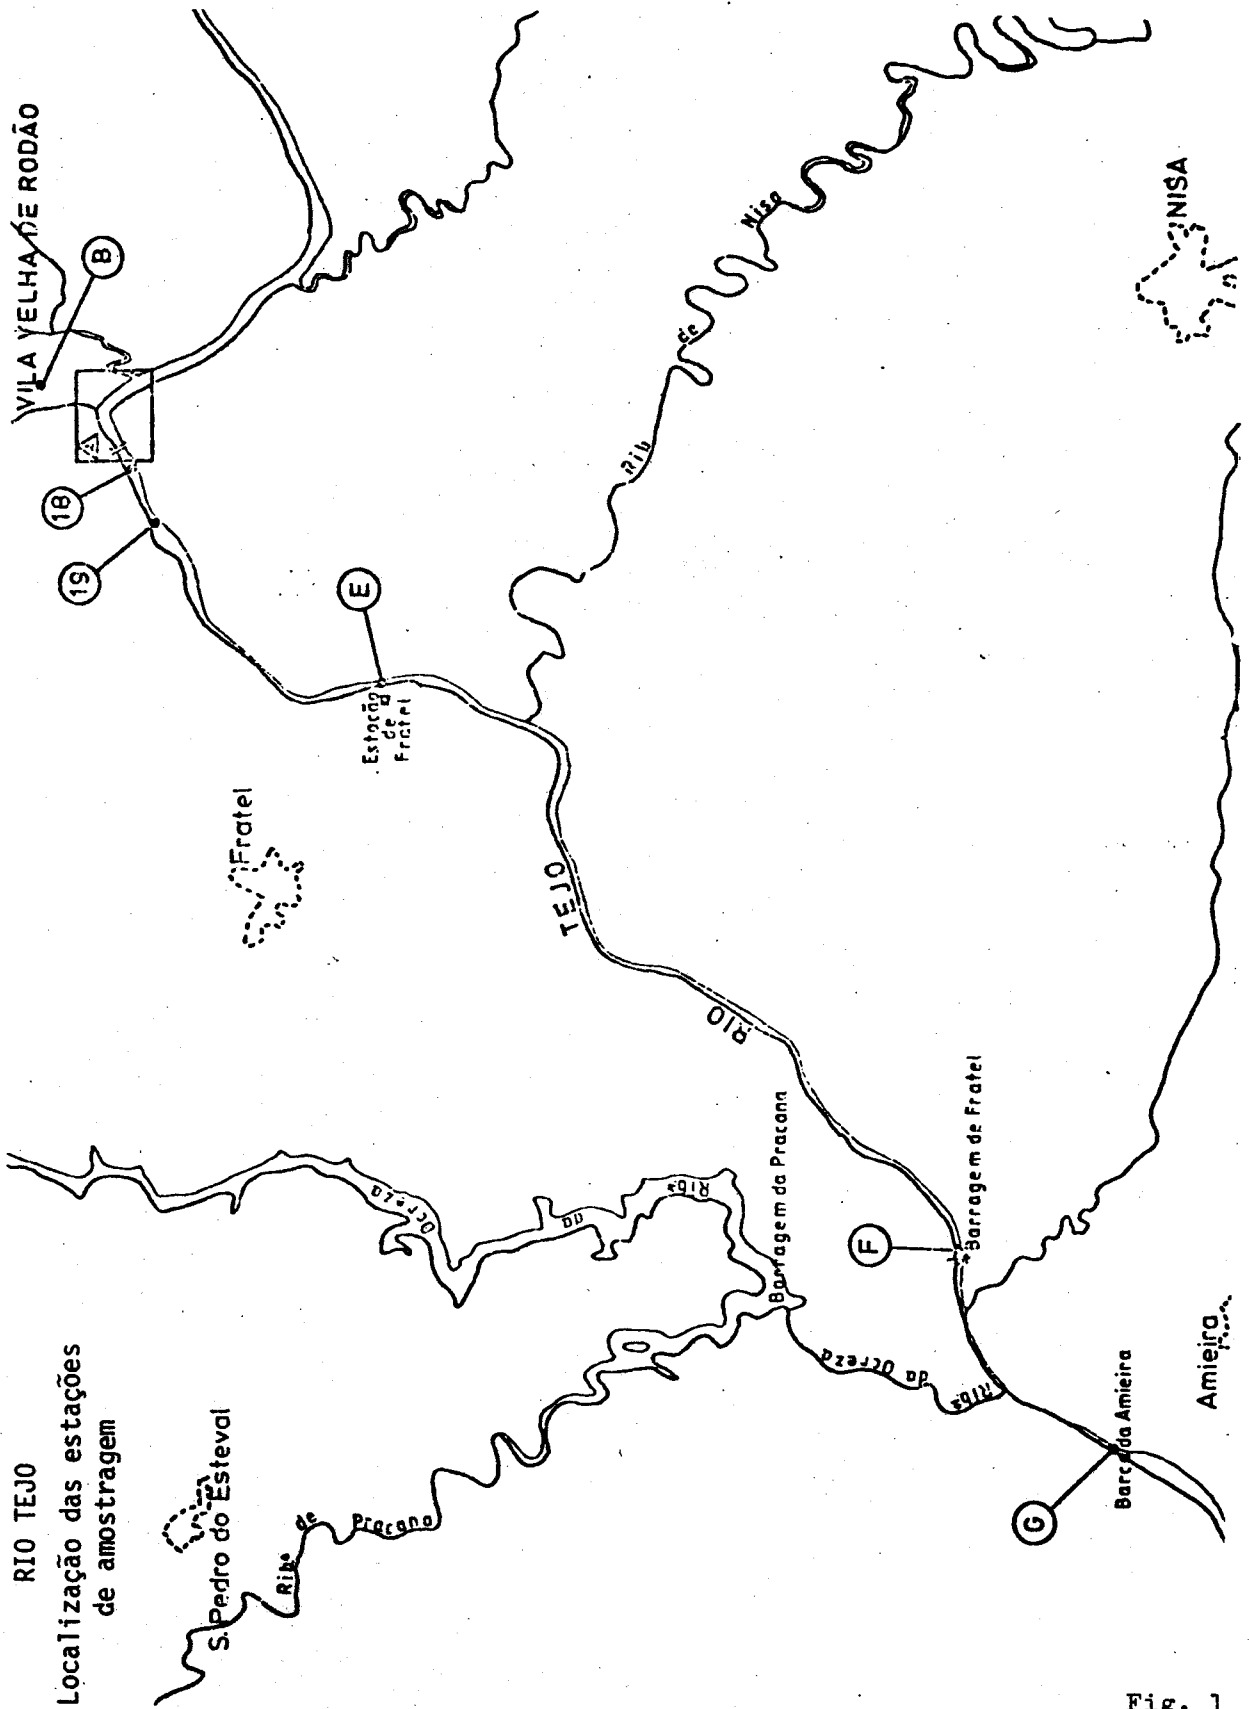 RIO TEJO
Localização das estações
de amostragem
VILA VELHA DE RODÃO
B
18
19
E
Estação
de
Fratel
Fratel
Rib
de
Nisa
NISA
TEJO
RIO
Ribª
da
Ocreza
Barragem da Pracana
Barragem de Fratel
F
S. Pedro do Esteval
Ribª
de
Pracana
Ribª
da Ocreza
G
Barca da Amieira
Amieira
Fig. 1